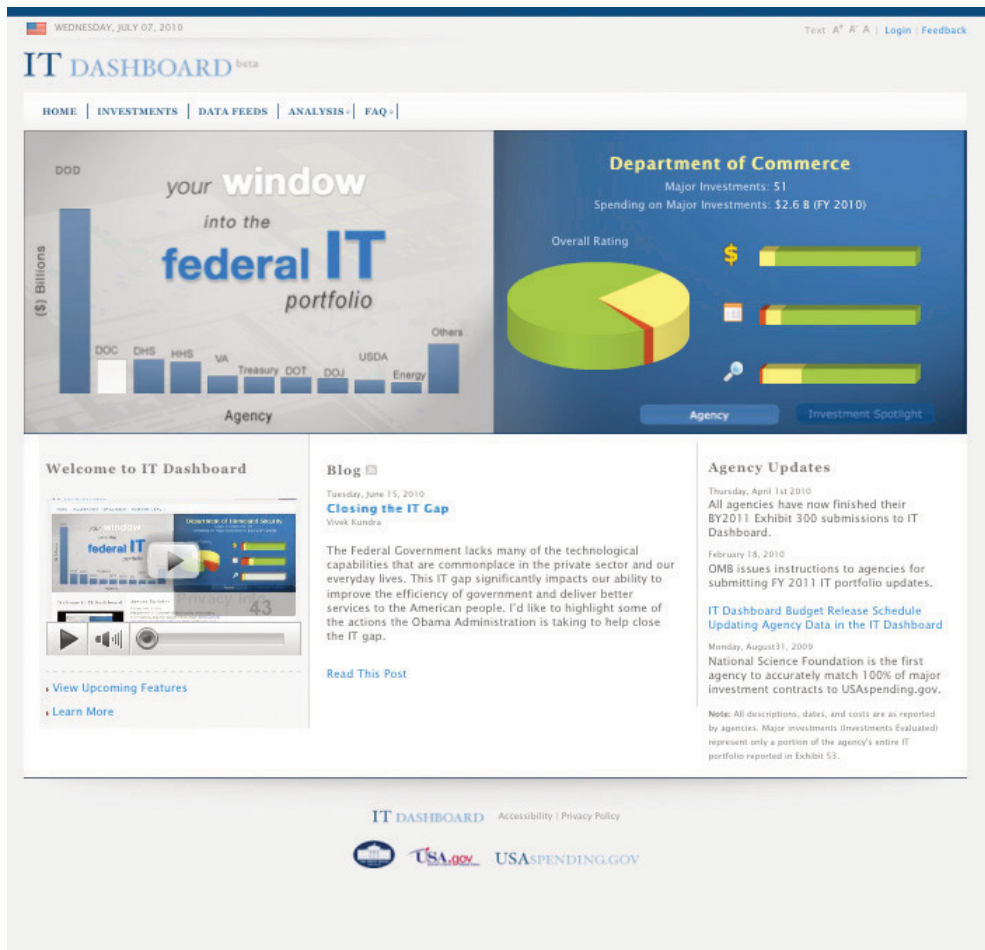 WEDNESDAY, JULY 07, 2010
Text A+ A- A | Login | Feedback
IT DASHBOARD beta
HOME | INVESTMENTS | DATA FEEDS | ANALYSIS | FAQ
your window
into the
federal IT
portfolio
($) Billions
DOD
DOC
DHS
HHS
VA
Treasury
DOT
DOJ
USDA
Energy
Others
Agency
Department of Commerce
Major Investments: 51
Spending on Major Investments: $2.6 B (FY 2010)
Overall Rating
$
Agency
Investment Spotlight
Welcome to IT Dashboard
your window
federal IT
Department of Homeland Security
Privacy
43
View Upcoming Features
Learn More
Blog
Tuesday, June 15, 2010
Closing the IT Gap
Vivek Kundra
The Federal Government lacks many of the technological
capabilities that are commonplace in the private sector and our
everyday lives. This IT gap significantly impacts our ability to
improve the efficiency of government and deliver better
services to the American people. I'd like to highlight some of
the actions the Obama Administration is taking to help close
the IT gap.
Read This Post
Agency Updates
Thursday, April 1st 2010
All agencies have now finished their
BY2011 Exhibit 300 submissions to IT
Dashboard.
February 18, 2010
OMB issues instructions to agencies for
submitting FY 2011 IT portfolio updates.
IT Dashboard Budget Release Schedule
Updating Agency Data in the IT Dashboard
Monday, August31, 2009
National Science Foundation is the first
agency to accurately match 100% of major
investment contracts to USAspending.gov.
Note: All descriptions, dates, and costs are as reported
by agencies. Major investments (Investments Evaluated)
represent only a portion of the agency's entire IT
portfolio reported in Exhibit 53.
IT DASHBOARD Accessibility | Privacy Policy
USA.gov USASPENDING.GOV